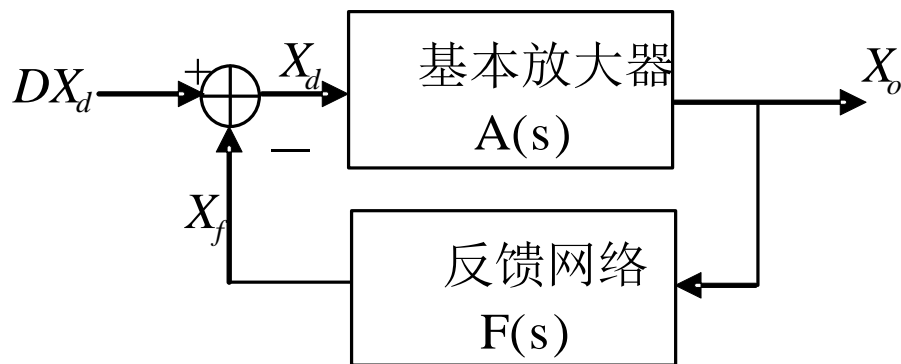 DX_d
+
X_d
基本放大器
A(s)
X_o
—
X_f
反馈网络
F(s)